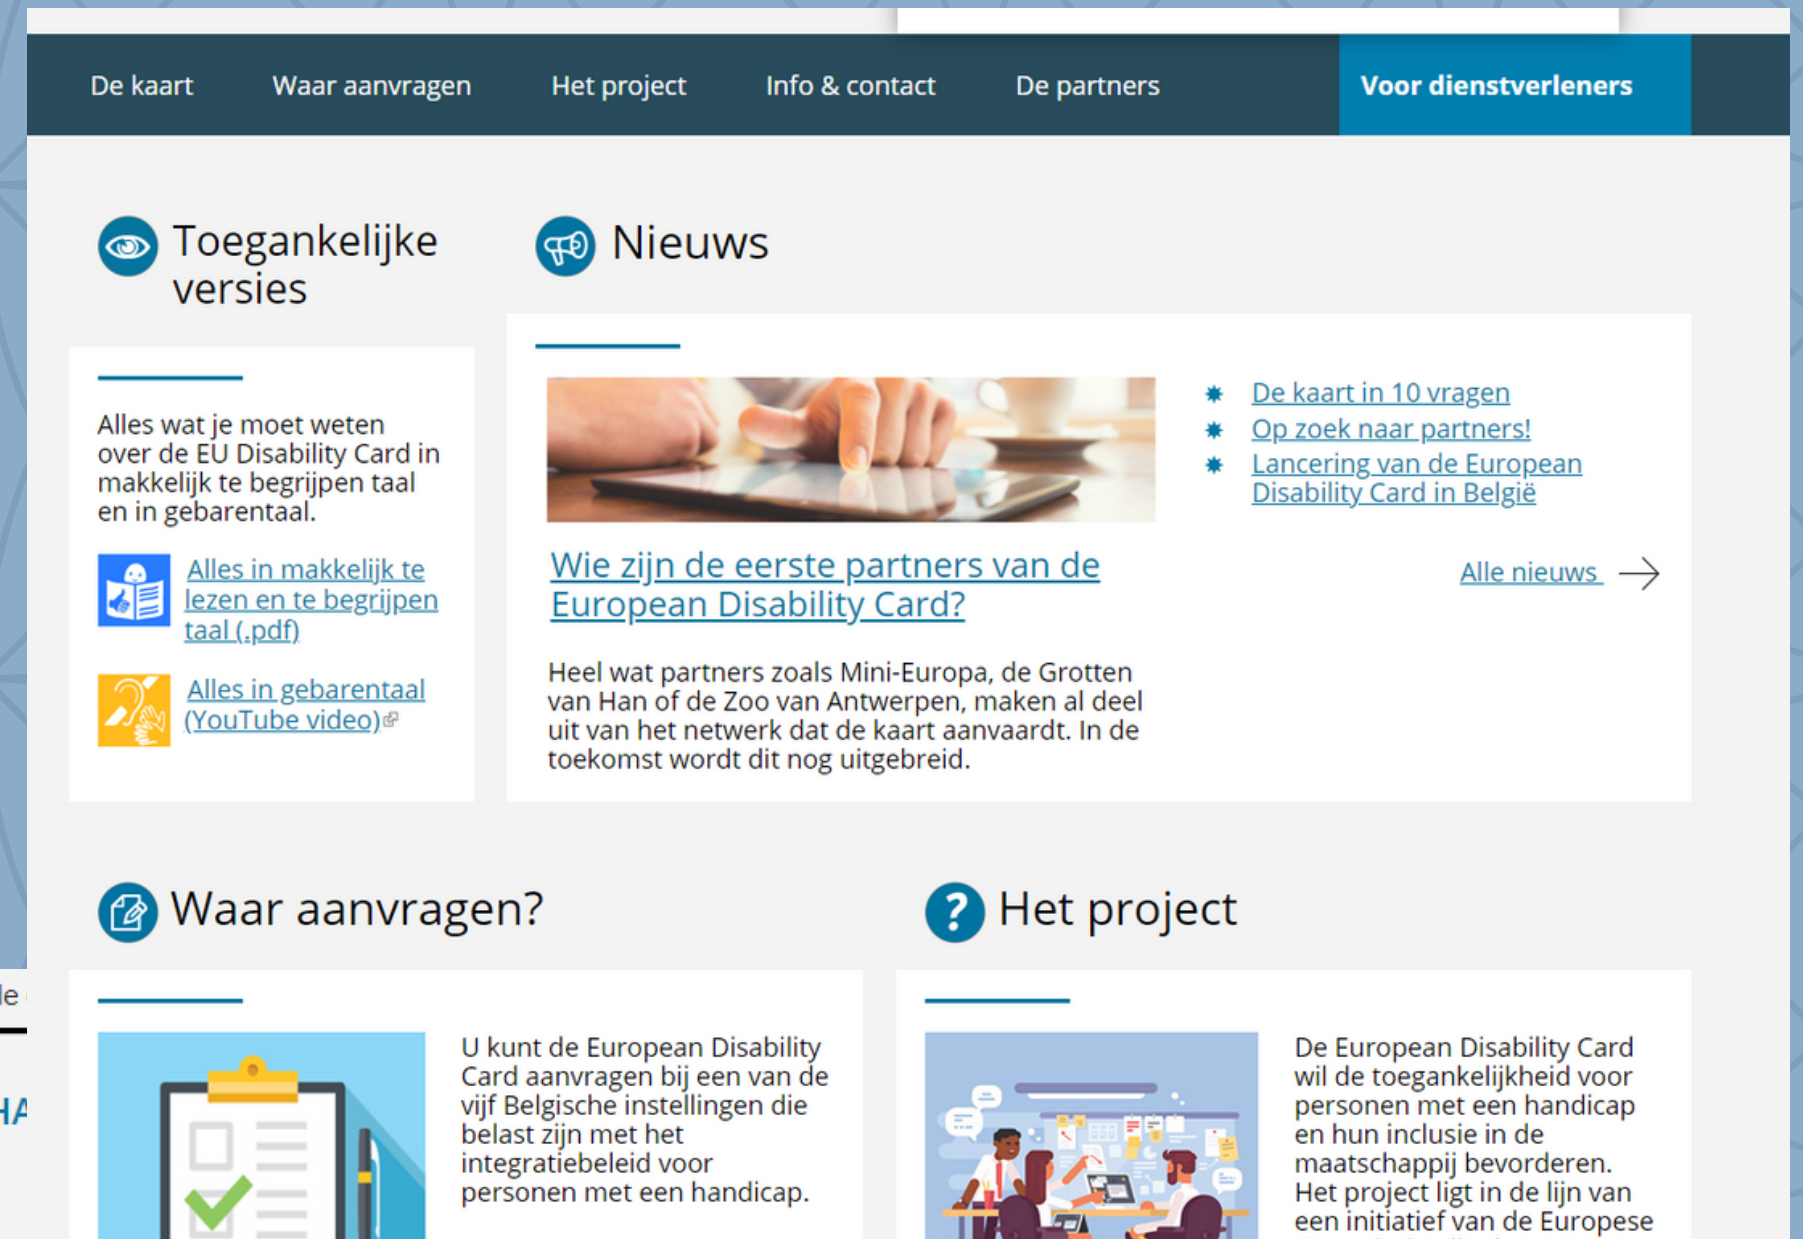 De kaart
Waar aanvragen
Het project
Info & contact
De partners
Voor dienstverleners
Toegankelijke
versies
Alles wat je moet weten
over de EU Disability Card in
makkelijk te begrijpen taal
en in gebarentaal.
Alles in makkelijk te
lezen en te begrijpen
taal (.pdf)
Alles in gebarentaal
(YouTube video)
Nieuws
Wie zijn de eerste partners van de
European Disability Card?
Heel wat partners zoals Mini-Europa, de Grotten
van Han of de Zoo van Antwerpen, maken al deel
uit van het netwerk dat de kaart aanvaardt. In de
toekomst wordt dit nog uitgebreid.
De kaart in 10 vragen
Op zoek naar partners!
Lancering van de European
Disability Card in België
Alle nieuws
Waar aanvragen?
U kunt de European Disability
Card aanvragen bij een van de
vijf Belgische instellingen die
belast zijn met het
integratiebeleid voor
personen met een handicap.
Het project
De European Disability Card
wil de toegankelijkheid voor
personen met een handicap
en hun inclusie in de
maatschappij bevorderen.
Het project ligt in de lijn van
een initiatief van de Europese